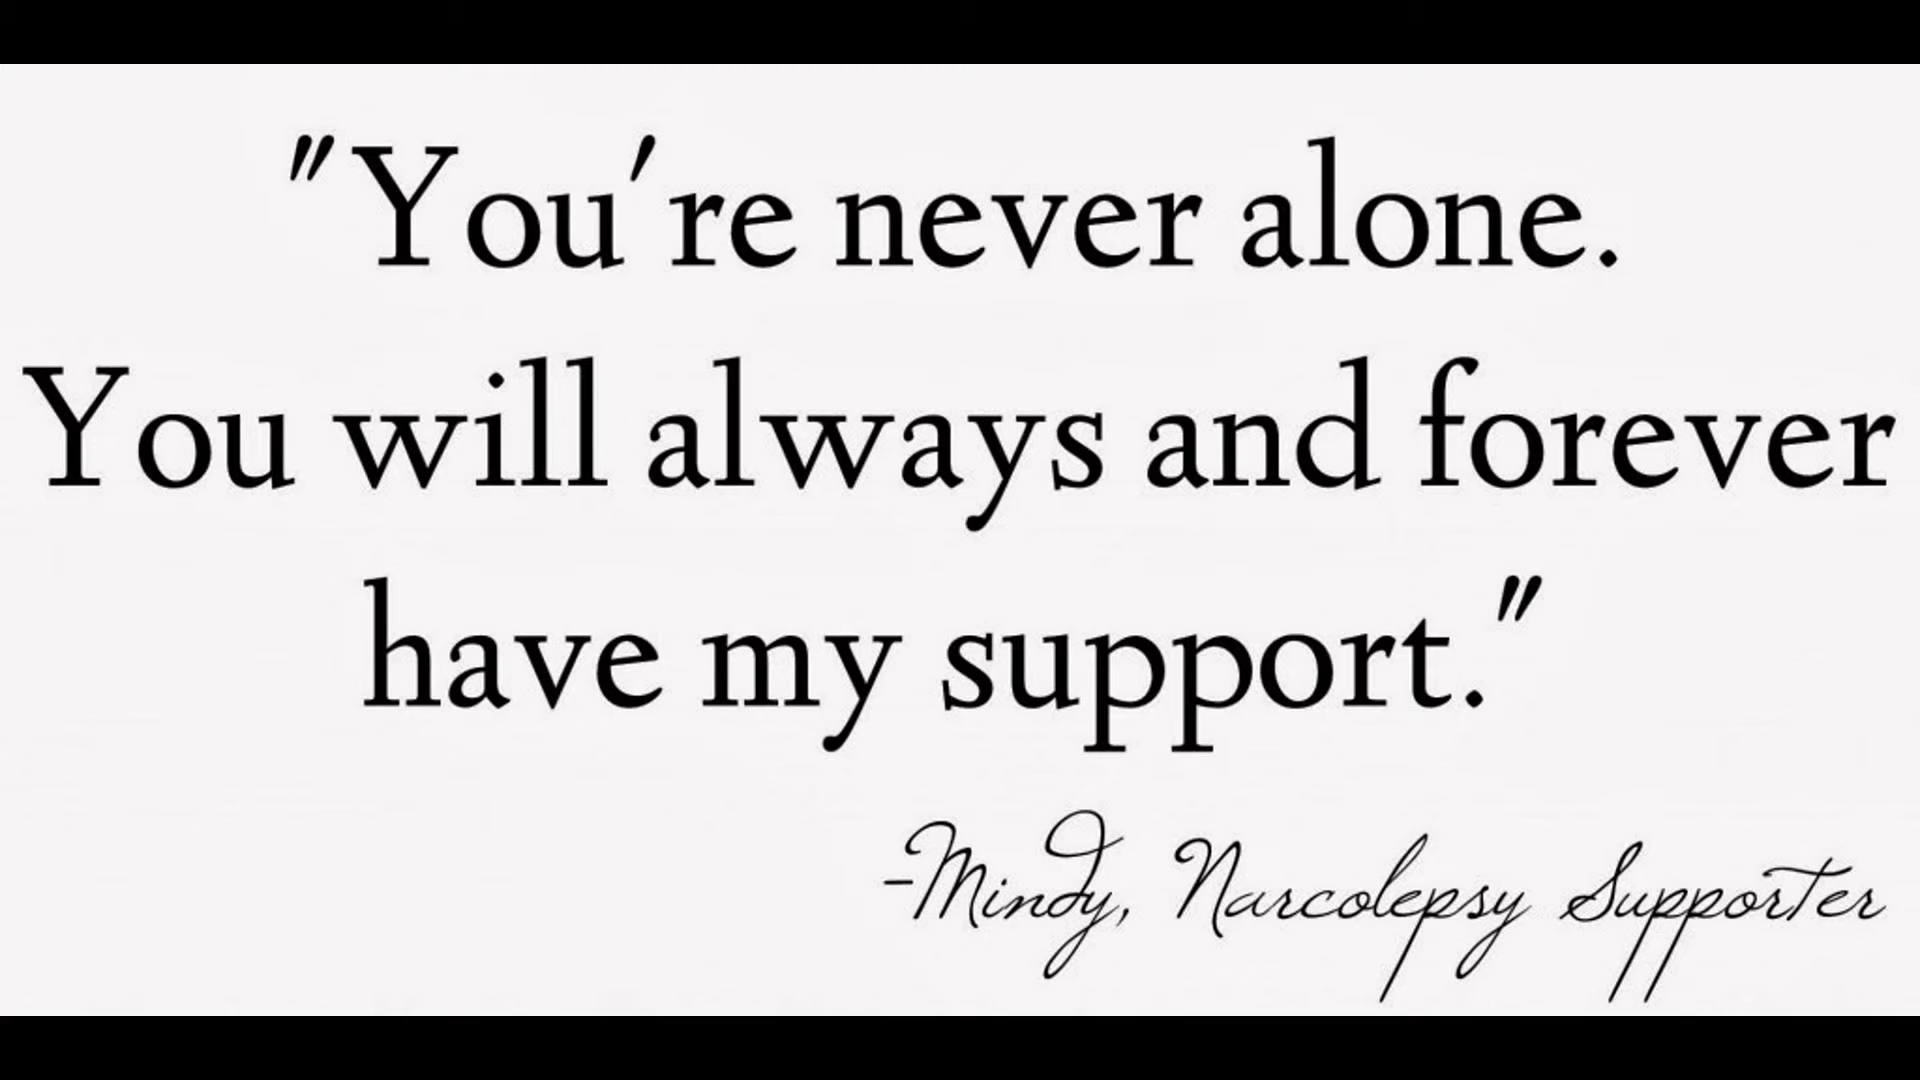 "You're never alone.
You will always and forever
have my support."
-Mindy, Narcolepsy Supporter